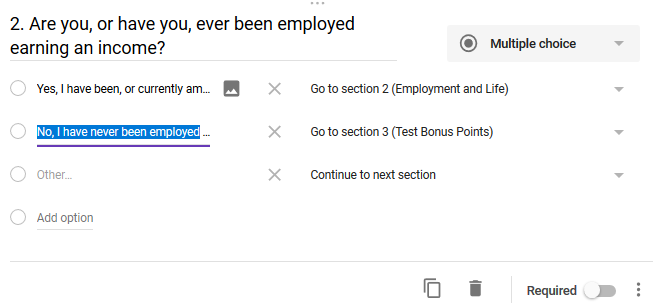 2. Are you, or have you, ever been employed
earning an income?
Multiple choice
Yes, I have been, or currently am...
Go to section 2 (Employment and Life)
No, I have never been employed ...
Go to section 3 (Test Bonus Points)
Other...
Continue to next section
Add option
Required